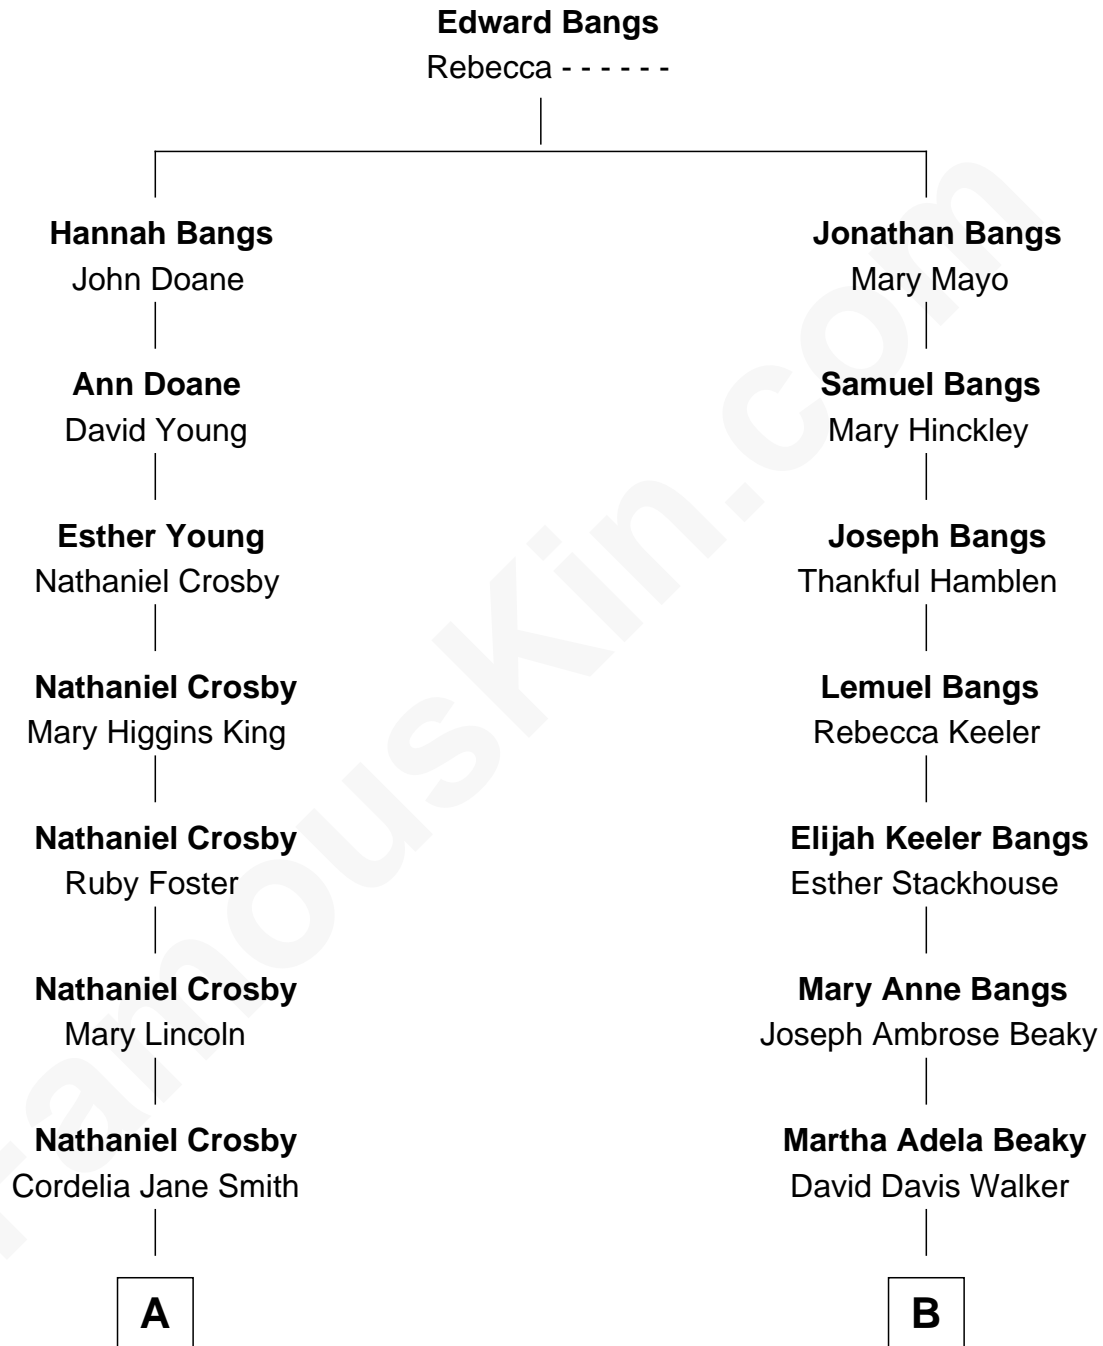 Edward Bangs
Rebecca - - - - - -
Hannah Bangs
John Doane
Jonathan Bangs
Mary Mayo
Ann Doane
David Young
Samuel Bangs
Mary Hinckley
Esther Young
Nathaniel Crosby
Joseph Bangs
Thankful Hamblen
Nathaniel Crosby
Mary Higgins King
Lemuel Bangs
Rebecca Keeler
Nathaniel Crosby
Ruby Foster
Elijah Keeler Bangs
Esther Stackhouse
Nathaniel Crosby
Mary Lincoln
Mary Anne Bangs
Joseph Ambrose Beaky
Nathaniel Crosby
Cordelia Jane Smith
Martha Adela Beaky
David Davis Walker
A
B
FamousKin.com